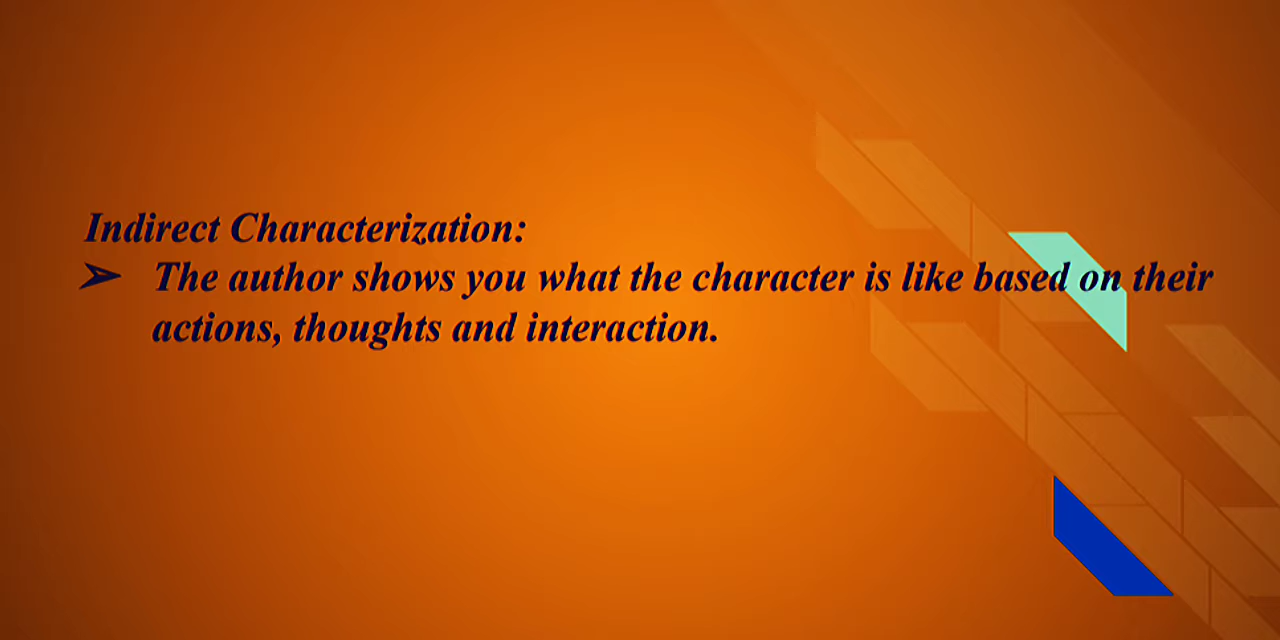 Indirect Characterization:
➢ The author shows you what the character is like based on their
actions, thoughts and interaction.